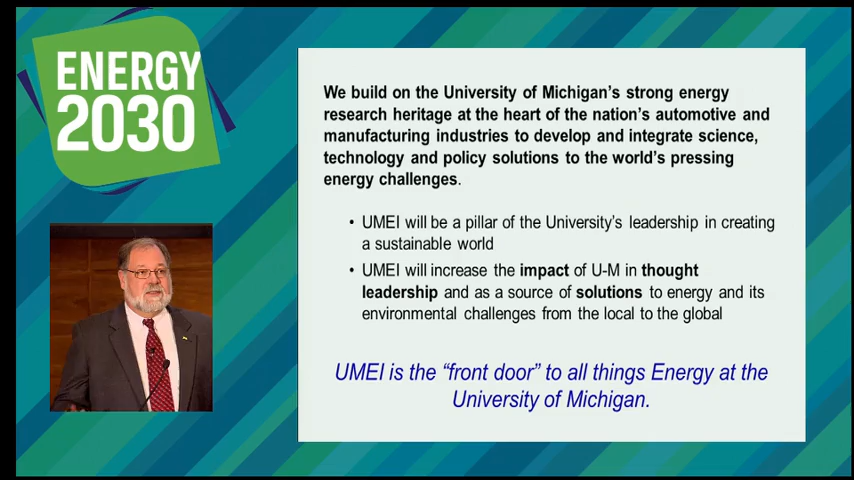 ENERGY
2030
We build on the University of Michigan’s strong energy
research heritage at the heart of the nation’s automotive and
manufacturing industries to develop and integrate science,
technology and policy solutions to the world’s pressing
energy challenges.
• UMEI will be a pillar of the University’s leadership in creating
a sustainable world
• UMEI will increase the impact of U-M in thought
leadership and as a source of solutions to energy and its
environmental challenges from the local to the global
UMEI is the “front door” to all things Energy at the
University of Michigan.